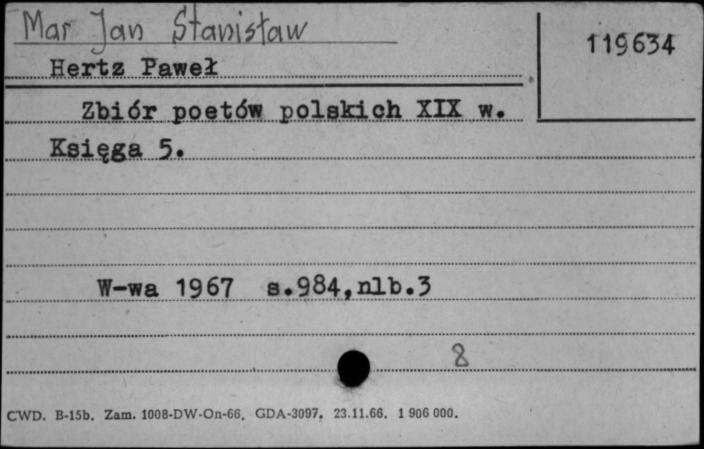 Mar Jan Stanisław
119634
Hertz Paweł
Zbiór poetów polskich XIX w.
Księga 5.
W-wa 1967 s.984,nlb.3
8
CWD. B-15b. Zam. 1008-DW-On-66. GDA-3097. 23.11.66. 1 906 000.